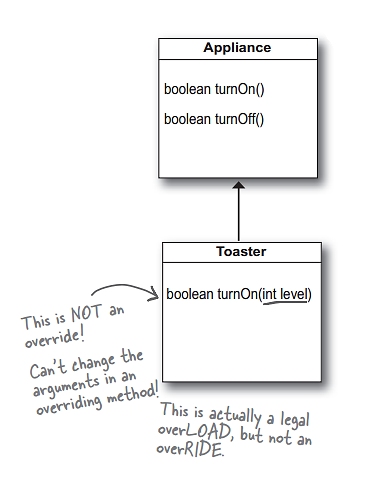 Appliance
boolean turnOn()
boolean turnOff()
Toaster
boolean turnOn(int level)
This is NOT an
override!
Can't change the
arguments in an
overriding method!
This is actually a legal
overLOAD, but not an
overRIDE.